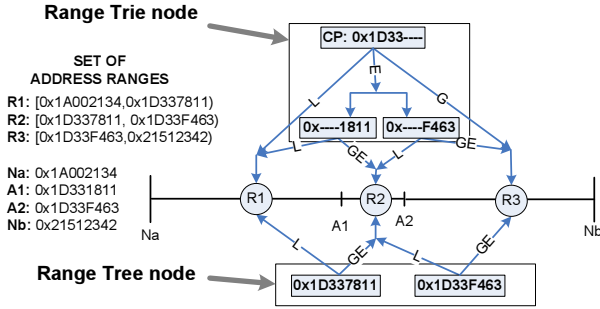 Range Trie node
CP: 0x1D33----
SET OF
ADDRESS RANGES
R1: [0x1A002134,0x1D337811)
R2: [0x1D337811, 0x1D33F463)
R3: [0x1D33F463,0x21512342)
L
E
G
0x----1811
0x----F463
L
GE
L
GE
Na: 0x1A002134
A1: 0x1D331811
A2: 0x1D33F463
Nb: 0x21512342
R1
R2
R3
Na
A1
A2
Nb
L
GE
L
GE
Range Tree node
0x1D337811
0x1D33F463